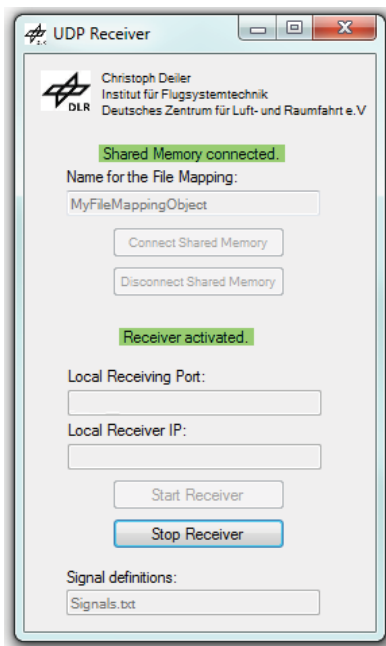 UDP Receiver
Christoph Deiler
Institut für Flugsystemtechnik
DLR
Deutsches Zentrum für Luft- und Raumfahrt e.V
Shared Memory connected.
Name for the File Mapping:
MyFileMappingObject
Connect Shared Memory
Disconnect Shared Memory
Receiver activated.
Local Receiving Port:
Local Receiver IP:
Start Receiver
Stop Receiver
Signal definitions:
Signals.txt